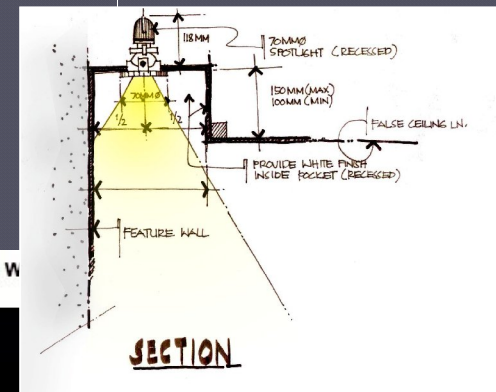 118MM
70MMØ
SPOTLIGHT (RECESSED)
70MMØ
1/2
1/2
150MM(MAX)
100MM(MIN)
FALSE CEILING LN.
PROVIDE WHITE FINISH
INSIDE POCKET (RECESSED)
FEATURE WALL
W
SECTION